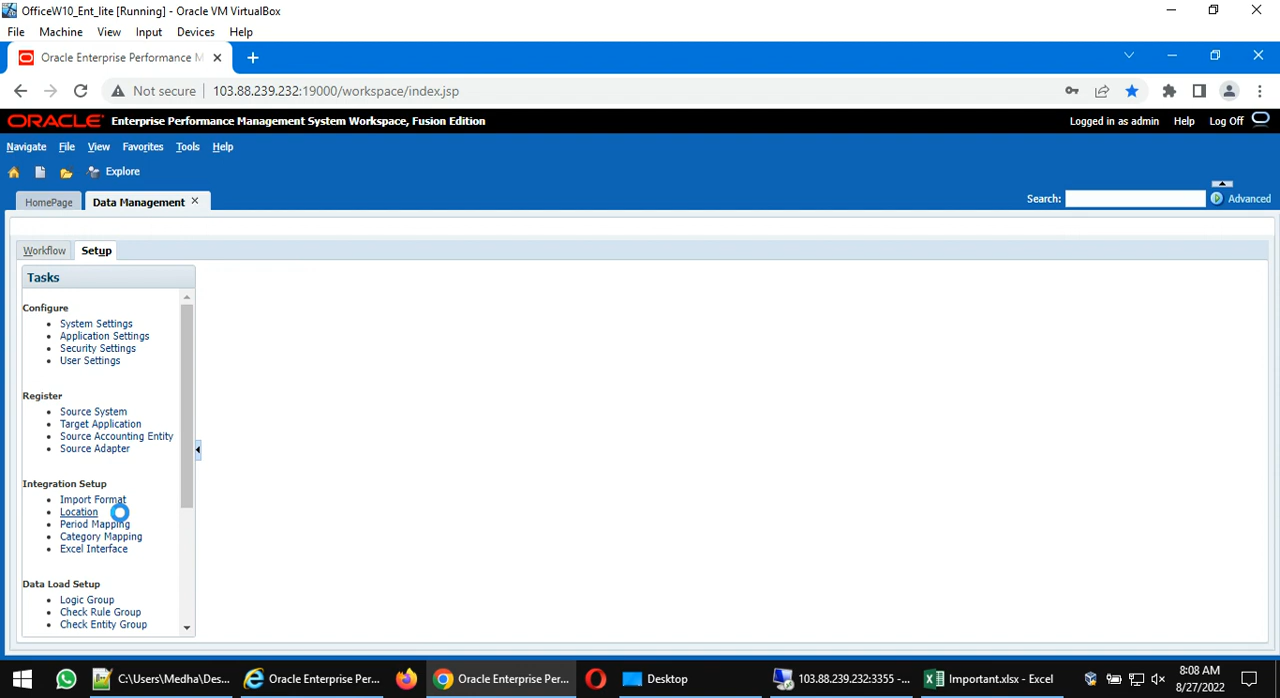 OfficeW10_Ent_lite [Running] - Oracle VM VirtualBox
File Machine View Input Devices Help
Oracle Enterprise Performance M
Not secure 103.88.239.232:19000/workspace/index.jsp
ORACLE Enterprise Performance Management System Workspace, Fusion Edition Logged in as admin Help Log Off
Navigate File View Favorites Tools Help
Explore
HomePage Data Management Search: Advanced
Workflow Setup
Tasks
Configure
System Settings
Application Settings
Security Settings
User Settings
Register
Source System
Target Application
Source Accounting Entity
Source Adapter
Integration Setup
Import Format
Location
Period Mapping
Category Mapping
Excel Interface
Data Load Setup
Logic Group
Check Rule Group
Check Entity Group
C:\Users\Medha\Des... Oracle Enterprise Per... Oracle Enterprise Per... Desktop 103.88.239.232:3355 -... Important.xlsx - Excel 8:08 AM
8/27/2022